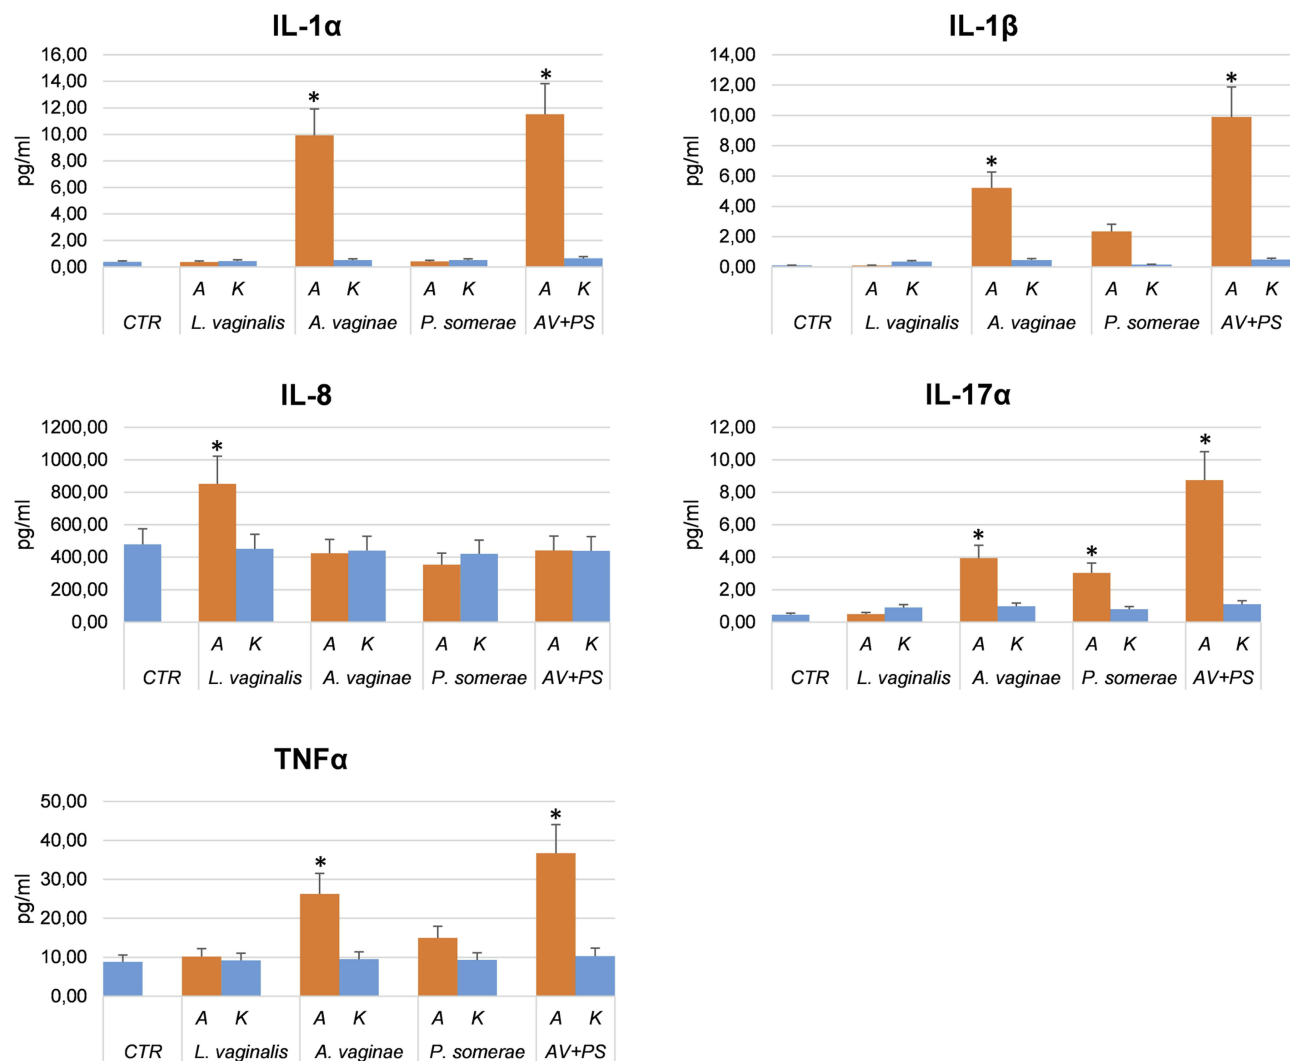 IL-1α
16,00
14,00
12,00
10,00
8,00
6,00
4,00
2,00
0,00
pg/ml
* *
A K A K A K A K
CTR L. vaginalis A. vaginae P. somerae AV+PS
IL-1β
14,00
12,00
10,00
8,00
6,00
4,00
2,00
0,00
pg/ml
* *
A K A K A K A K
CTR L. vaginalis A. vaginae P. somerae AV+PS
IL-8
1200,00
1000,00
800,00
600,00
400,00
200,00
0,00
pg/ml
*
A K A K A K A K
CTR L. vaginalis A. vaginae P. somerae AV+PS
IL-17α
12,00
10,00
8,00
6,00
4,00
2,00
0,00
pg/ml
* * *
A K A K A K A K
CTR L. vaginalis A. vaginae P. somerae AV+PS
TNFα
50,00
40,00
30,00
20,00
10,00
0,00
pg/ml
* *
A K A K A K A K
CTR L. vaginalis A. vaginae P. somerae AV+PS